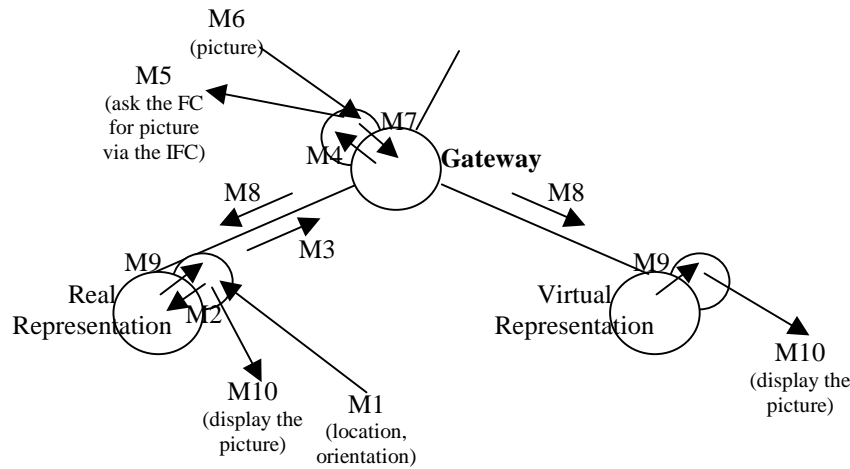 M6
(picture)
M5
(ask the FC
for picture
via the IFC)
M7
M4
Gateway
M8
M8
M3
M9
M9
Real
Representation
M2
Virtual
Representation
M10
(display the
picture)
M1
(location,
orientation)
M10
(display the
picture)